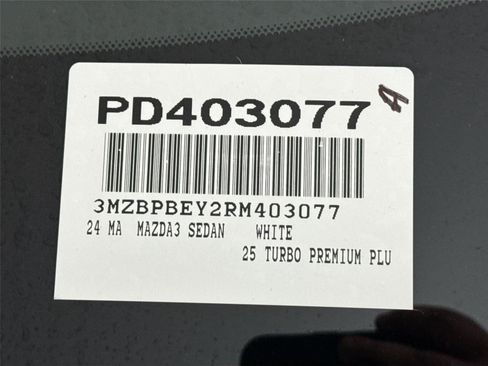 PD403077 A
3MZBPBEY2RM403077
24 MA MAZDA3 SEDAN WHITE
25 TURBO PREMIUM PLU